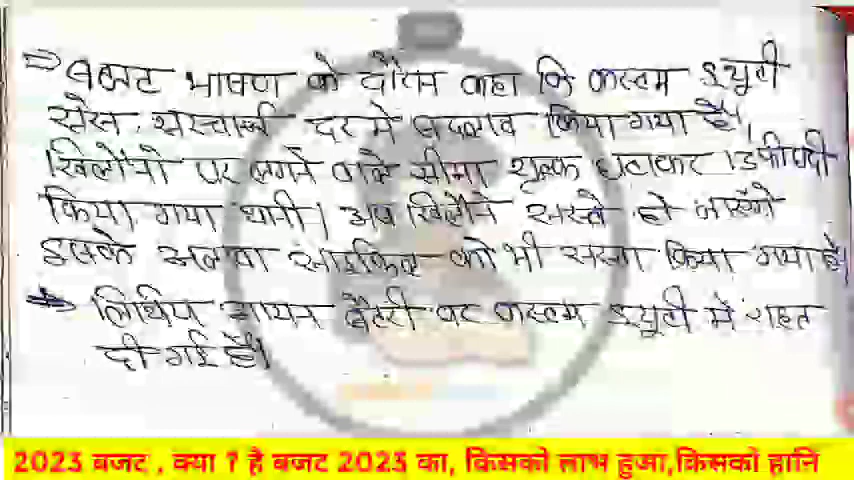 ⇒ बजट भाषण के दौरान कहा कि कस्टम ड्यूटी
सेस, सरचार्ज दर में बदलाव किया गया है।
खिलौनो पर लगने वाले सीमा शुल्क घटाकर 13 फीसदी
किया गया यानी। अब खिलौने सस्ते हो जाएंगे
इसके अलावा साइकिल को भी सस्ता किया गया है।
→ लिथियम आयन बैटरी पर कस्टम ड्यूटी में राहत
दी गई है।
2023 बजट , क्या ? है बजट 2023 का, किसको लाभ हुआ,किसको हानि